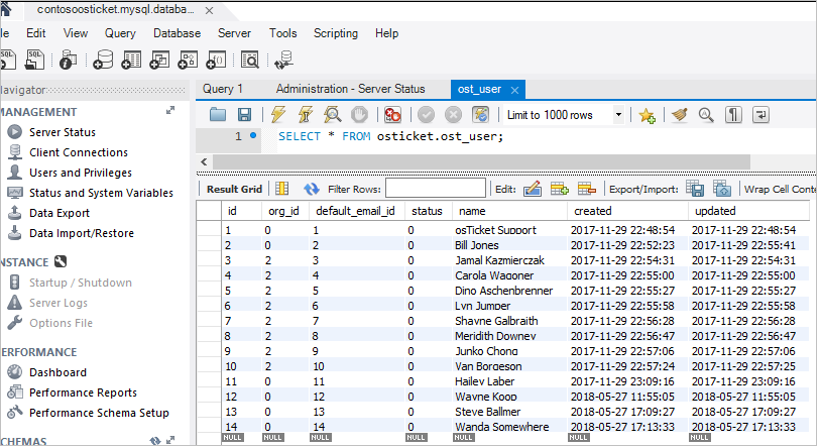 contosoosticket.mysql.databa...
Edit View Query Database Server Tools Scripting Help
Navigator
Query 1 Administration - Server Status ost_user
MANAGEMENT
Server Status
Client Connections
Users and Privileges
Status and System Variables
Data Export
Data Import/Restore
INSTANCE
Startup / Shutdown
Server Logs
Options File
PERFORMANCE
Dashboard
Performance Reports
Performance Schema Setup
SCHEMAS
Limit to 1000 rows
1 SELECT * FROM osticket.ost_user;
Result Grid Filter Rows: Edit: Export/Import: Wrap Cell Conte
id org_id default_email_id status name created updated
1 0 1 0 osTicket Support 2017-11-29 22:48:54 2017-11-29 22:48:54
2 0 2 0 Bill Jones 2017-11-29 22:52:23 2017-11-29 22:55:41
3 2 3 0 Jamal Kazmierczak 2017-11-29 22:54:31 2017-11-29 22:54:31
4 2 4 0 Carola Wagoner 2017-11-29 22:55:00 2017-11-29 22:55:00
5 2 5 0 Dino Aschenbrenner 2017-11-29 22:55:27 2017-11-29 22:55:27
6 2 6 0 Lyn Jumper 2017-11-29 22:55:58 2017-11-29 22:55:58
7 2 7 0 Shayne Galbraith 2017-11-29 22:56:28 2017-11-29 22:56:28
8 2 8 0 Meridith Downey 2017-11-29 22:56:47 2017-11-29 22:56:47
9 2 9 0 Junko Chong 2017-11-29 22:57:06 2017-11-29 22:57:06
10 2 10 0 Van Borgeson 2017-11-29 22:57:24 2017-11-29 22:57:25
11 0 11 0 Hailey Laber 2017-11-29 23:09:16 2017-11-29 23:09:16
12 0 12 0 Wayne Kopp 2018-05-27 11:55:05 2018-05-27 11:55:05
13 0 13 0 Steve Ballmer 2018-05-27 17:09:27 2018-05-27 17:09:27
14 0 14 0 Wanda Somewhere 2018-05-27 17:13:33 2018-05-27 17:13:33
NULL NULL NULL NULL NULL NULL NULL